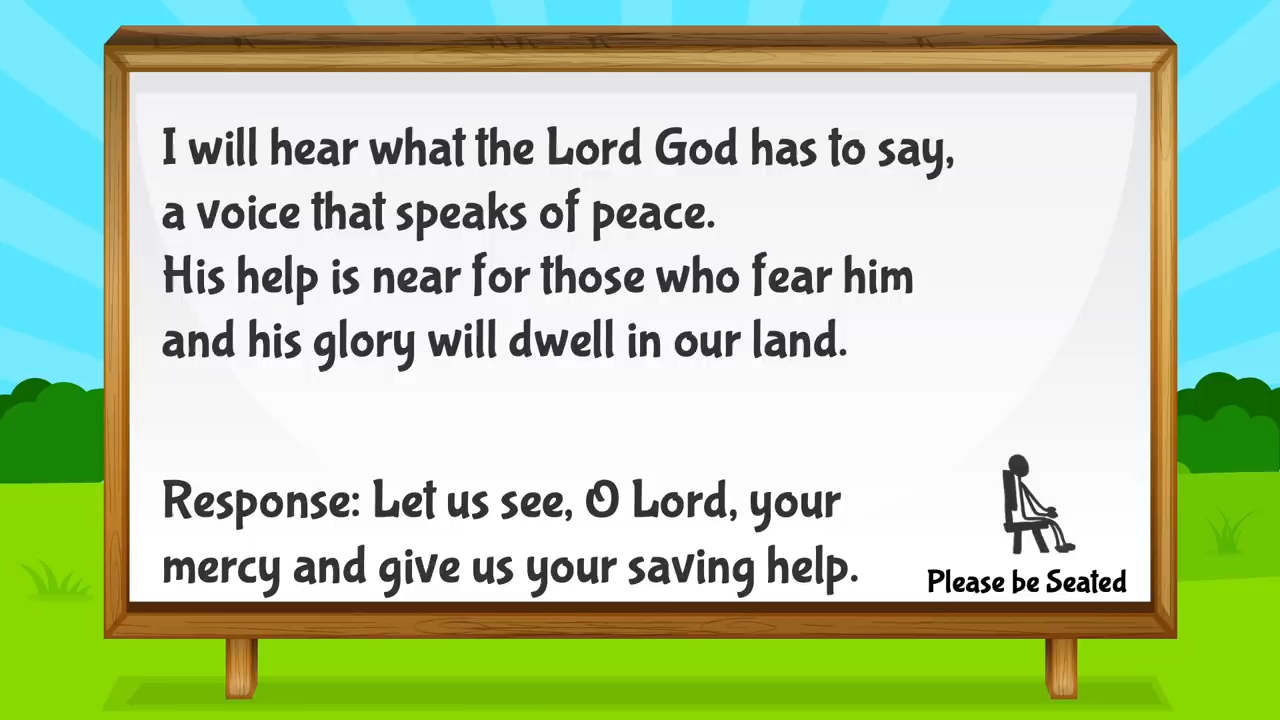 I will hear what the Lord God has to say,
a voice that speaks of peace.
His help is near for those who fear him
and his glory will dwell in our land.
Response: Let us see, O Lord, your
mercy and give us your saving help.
Please be Seated